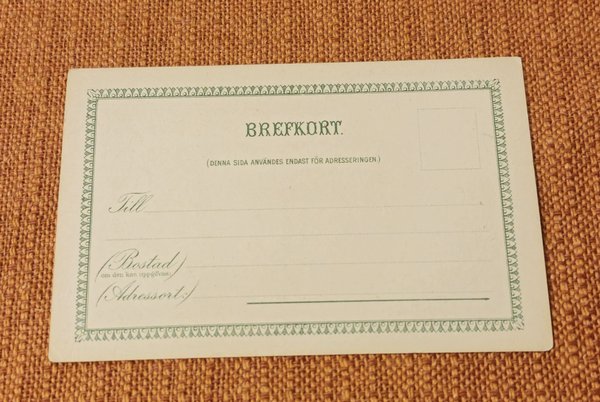 BREFKORT.
(DENNA SIDA ANVÄNDES ENDAST FÖR ADRESSERINGEN.)
Till
(Bostad)
om den kan uppgifvas:
(Adressort:)